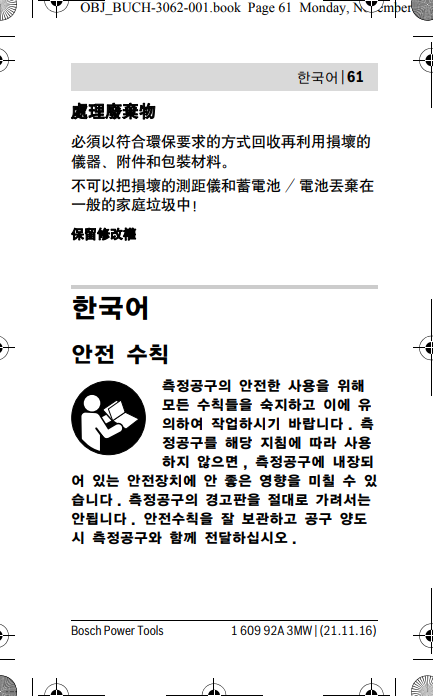 OBJ_BUCH-3062-001.book Page 61 Monday, November
한국어 | 61
處理廢棄物
必須以符合環保要求的方式回收再利用損壞的
儀器、附件和包裝材料。
不可以把損壞的測距儀和蓄電池／電池丟棄在
一般的家庭垃圾中！
保留修改權
한국어
안전 수칙
측정공구의 안전한 사용을 위해
모든 수칙들을 숙지하고 이에 유
의하여 작업하시기 바랍니다. 측
정공구를 해당 지침에 따라 사용
하지 않으면, 측정공구에 내장되
어 있는 안전장치에 안 좋은 영향을 미칠 수 있
습니다. 측정공구의 경고판을 절대로 가려서는
안됩니다. 안전수칙을 잘 보관하고 공구 양도
시 측정공구와 함께 전달하십시오.
Bosch Power Tools 1 609 92A 3MW | (21.11.16)